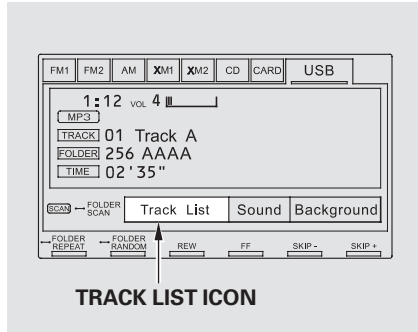 FM1 FM2 AM XM1 XM2 CD CARD USB
1:12 VOL 4
MP3
TRACK 01 Track A
FOLDER 256 AAAA
TIME 02'35"
SCAN FOLDER SCAN Track List Sound Background
FOLDER REPEAT FOLDER RANDOM REW FF SKIP - SKIP +
TRACK LIST ICON